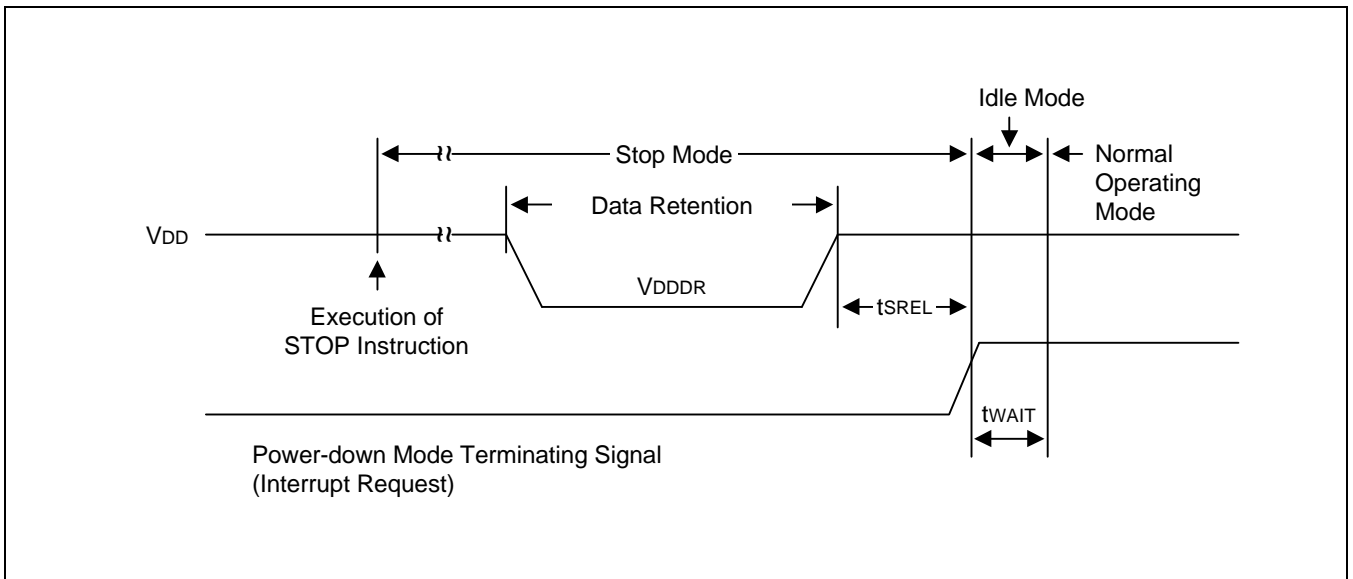 Idle Mode
Stop Mode
Normal
Operating
Mode
Data Retention
VDD
VDDDR
tSREL
Execution of
STOP Instruction
tWAIT
Power-down Mode Terminating Signal
(Interrupt Request)